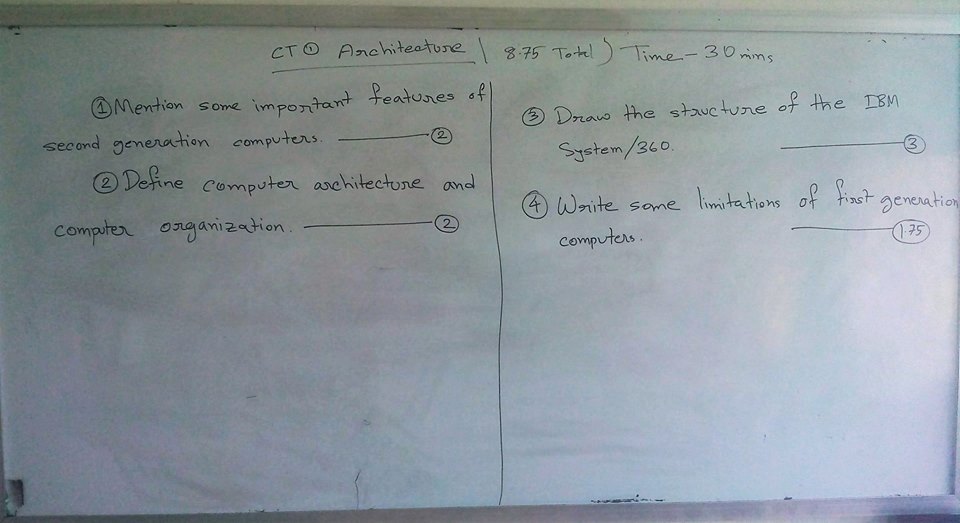 CT ① Architecture ( 8.75 Total ) Time - 30 mins
① Mention some important features of
second generation computers. ②
② Define computer architecture and
computer organization. ②
③ Draw the structure of the IBM
System/360. ③
④ Write some limitations of first generation
computers. 1.75